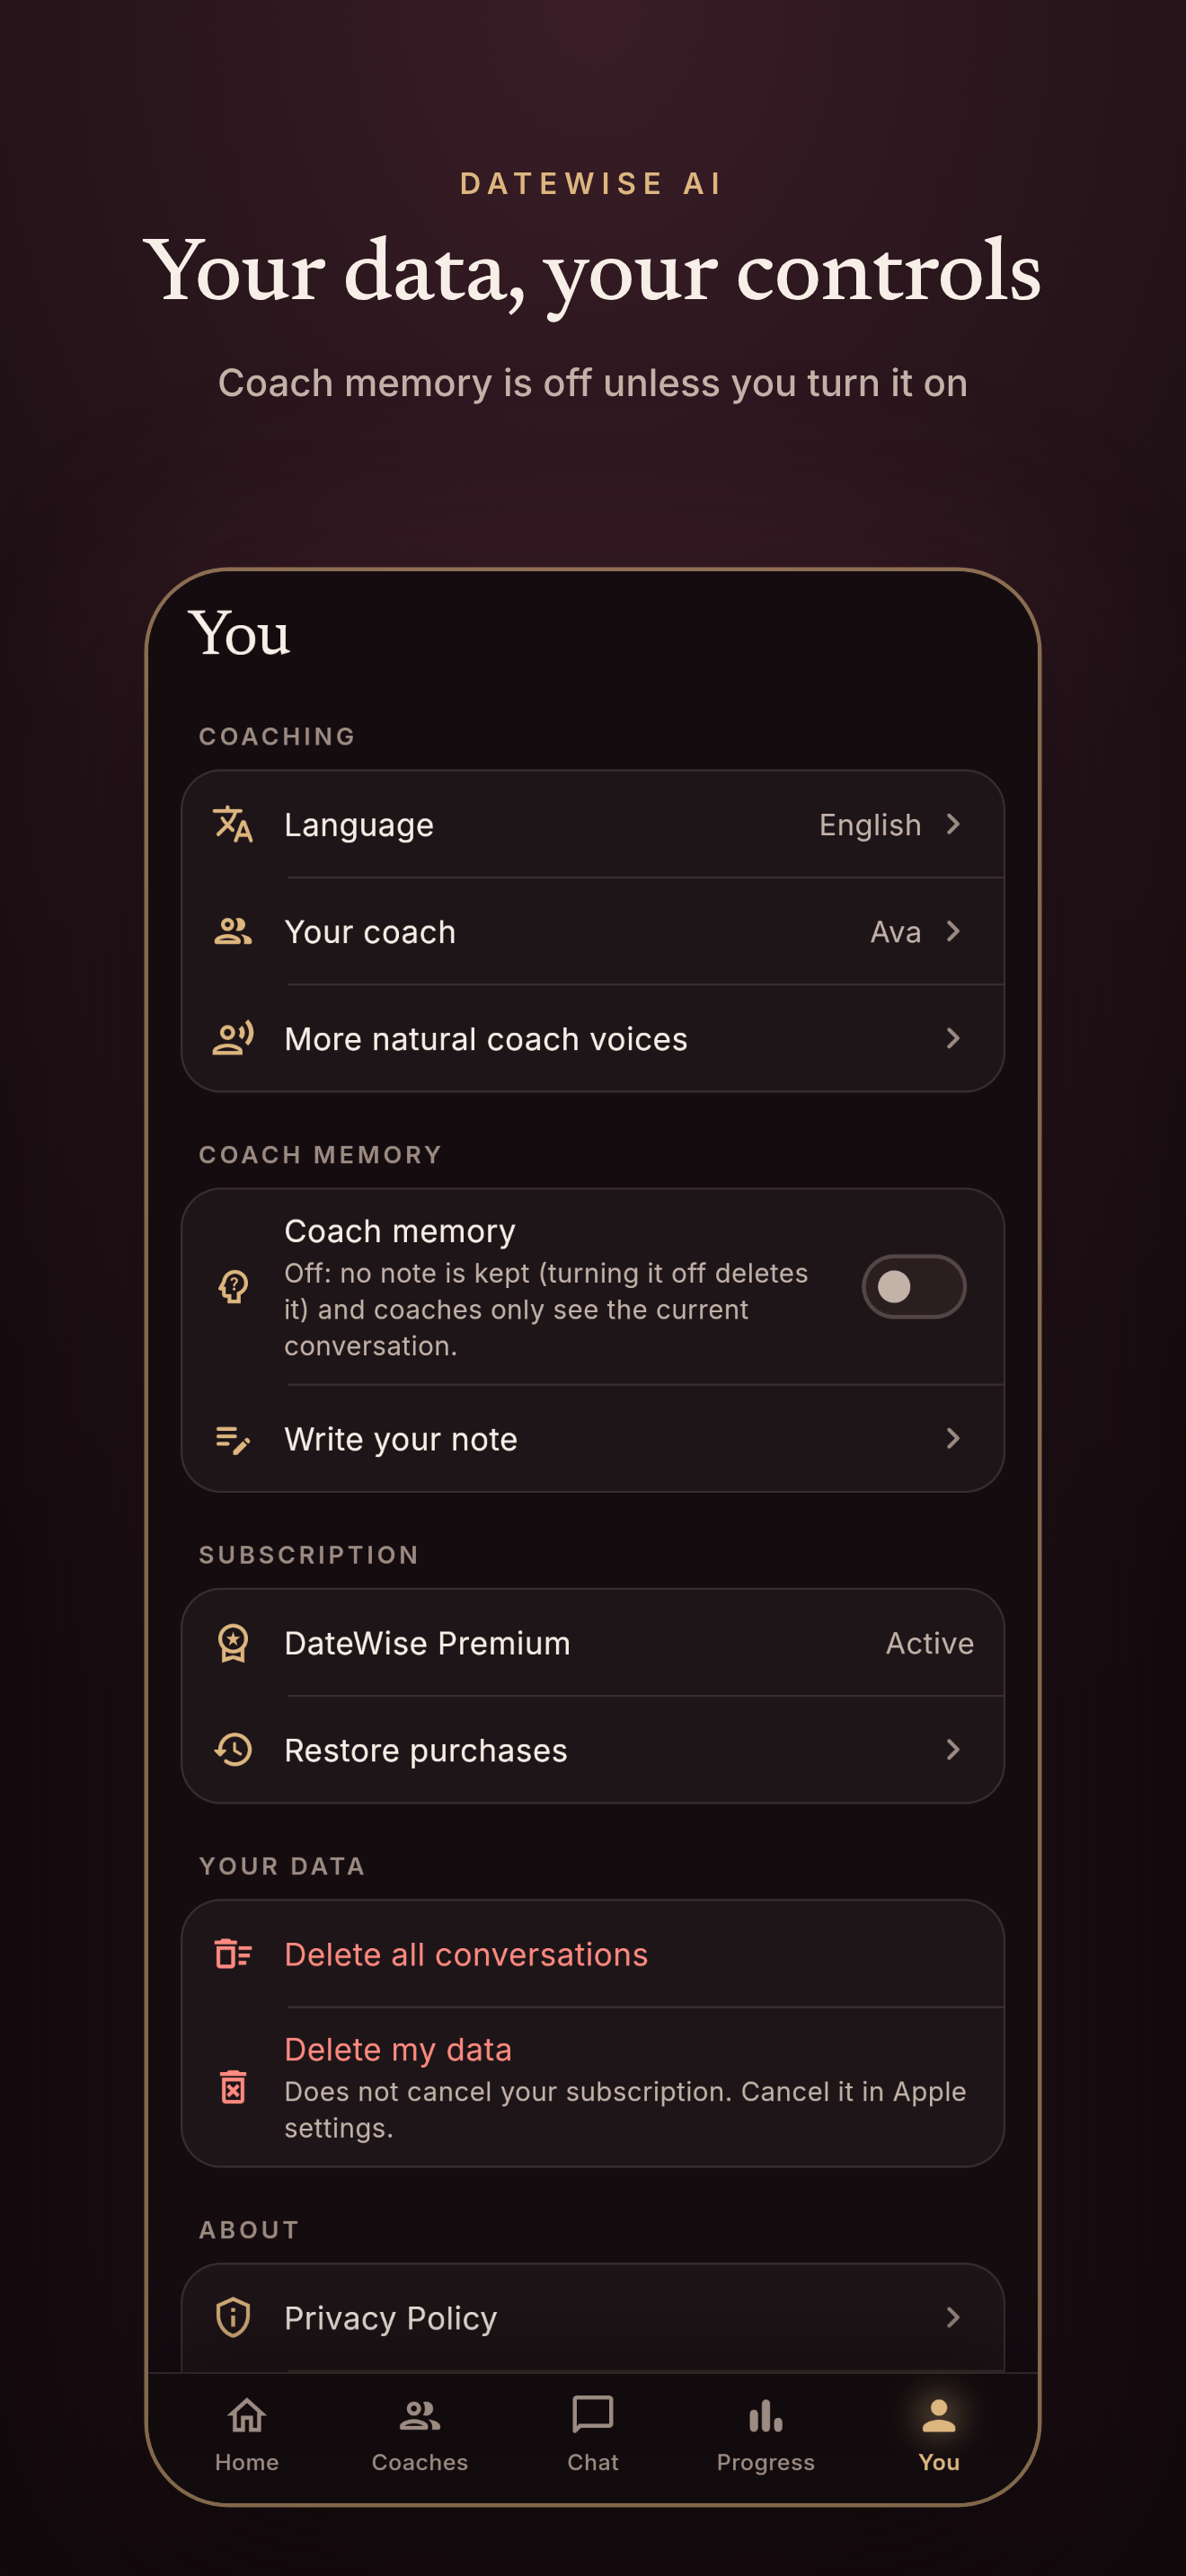 DATEWISE AI
Your data, your controls
Coach memory is off unless you turn it on
You
COACHING
Language English
Your coach Ava
More natural coach voices
COACH MEMORY
Coach memory
Off: no note is kept (turning it off deletes
it) and coaches only see the current
conversation.
Write your note
SUBSCRIPTION
DateWise Premium Active
Restore purchases
YOUR DATA
Delete all conversations
Delete my data
Does not cancel your subscription. Cancel it in Apple
settings.
ABOUT
Privacy Policy
Home Coaches Chat Progress You